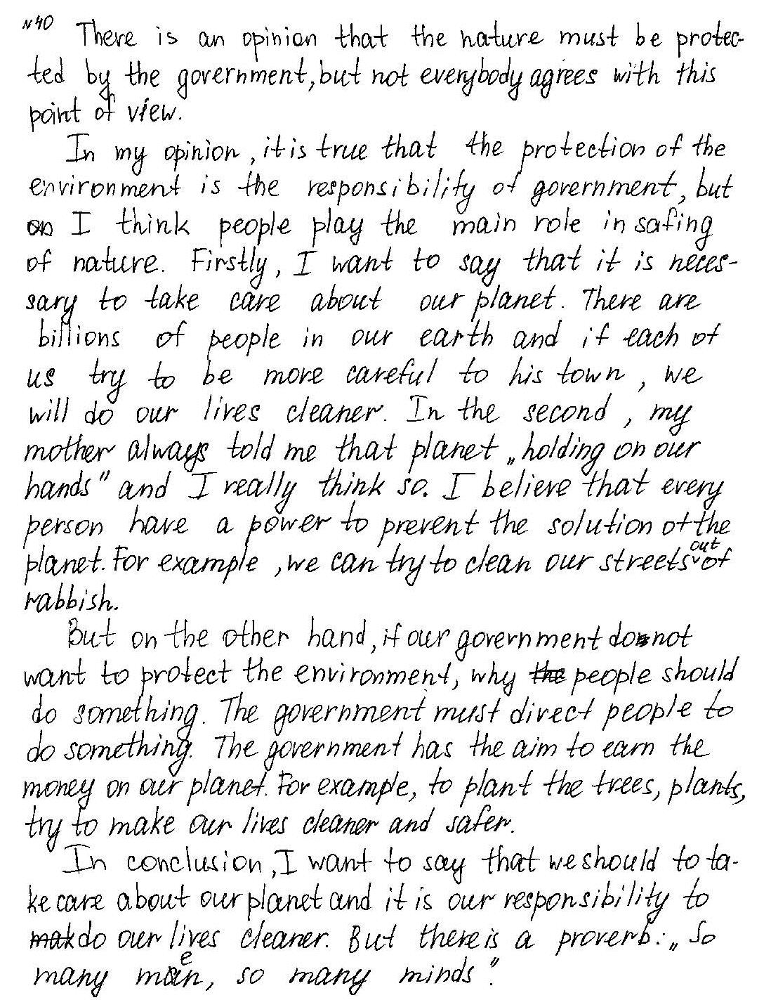 N40 There is an opinion that the nature must be protec-
ted by the government, but not everybody agrees with this
point of view.
In my opinion, it is true that the protection of the
environment is the responsibility of government, but
on I think people play the main role in safing
of nature. Firstly, I want to say that it is neces-
sary to take care about our planet. There are
billions of people in our earth and if each of
us try to be more careful to his town, we
will do our lives cleaner. In the second, my
mother always told me that planet „holding on our
hands" and I really think so. I believe that every
person have a power to prevent the solution of the
planet. For example, we can try to clean our streets out of
rabbish.
But on the other hand, if our government do not
want to protect the environment, why the people should
do something. The government must direct people to
do something. The government has the aim to earn the
money on our planet. For example, to plant the trees, plants,
try to make our lives cleaner and safer.
In conclusion, I want to say that we should to ta-
ke care about our planet and it is our responsibility to
mak do our lives cleaner. But there is a proverb: „So
many men, so many minds".